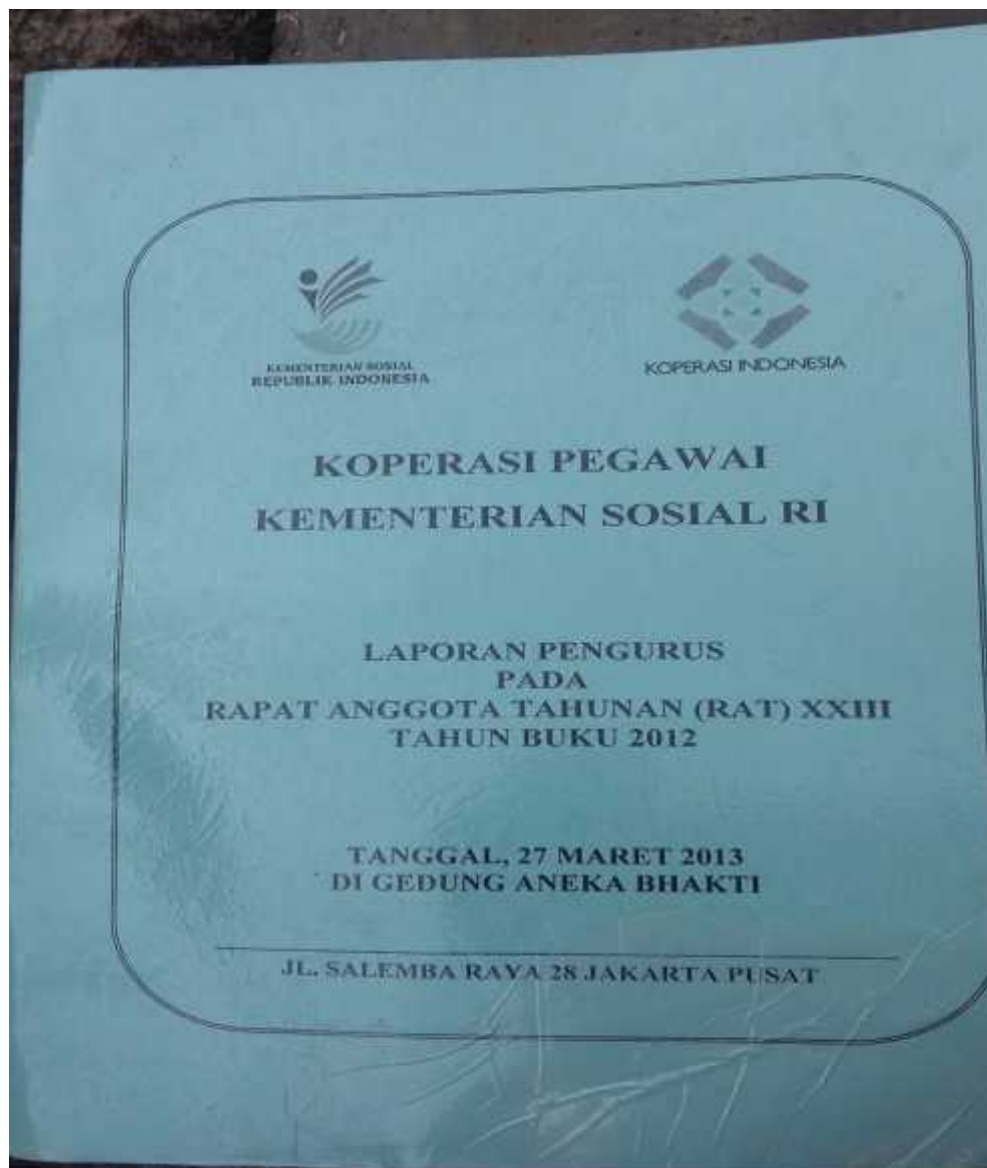 KEMENTERIAN SOSIAL
REPUBLIK INDONESIA
KOPERASI INDONESIA
KOPERASI PEGAWAI
KEMENTERIAN SOSIAL RI
LAPORAN PENGURUS
PADA
RAPAT ANGGOTA TAHUNAN (RAT) XXIII
TAHUN BUKU 2012
TANGGAL, 27 MARET 2013
DI GEDUNG ANEKA BHAKTI
JL. SALEMBA RAYA 28 JAKARTA PUSAT